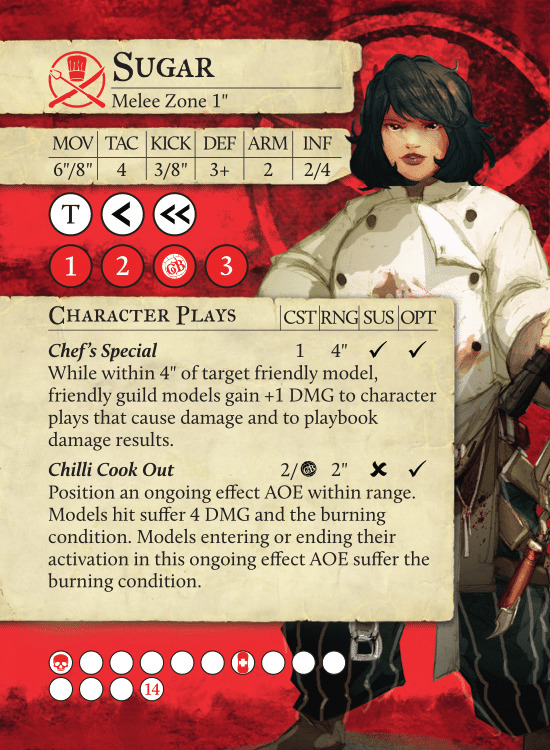 Sugar
Melee Zone 1"
MOV TAC KICK DEF ARM INF
6"/8" 4 3/8" 3+ 2 2/4
T < <<
1 2 GB 3
Character Plays CST RNG SUS OPT
Chef's Special 1 4" ✓ ✓
While within 4" of target friendly model,
friendly guild models gain +1 DMG to character
plays that cause damage and to playbook
damage results.
Chilli Cook Out 2/GB 2" ✘ ✓
Position an ongoing effect AOE within range.
Models hit suffer 4 DMG and the burning
condition. Models entering or ending their
activation in this ongoing effect AOE suffer the
burning condition.
14